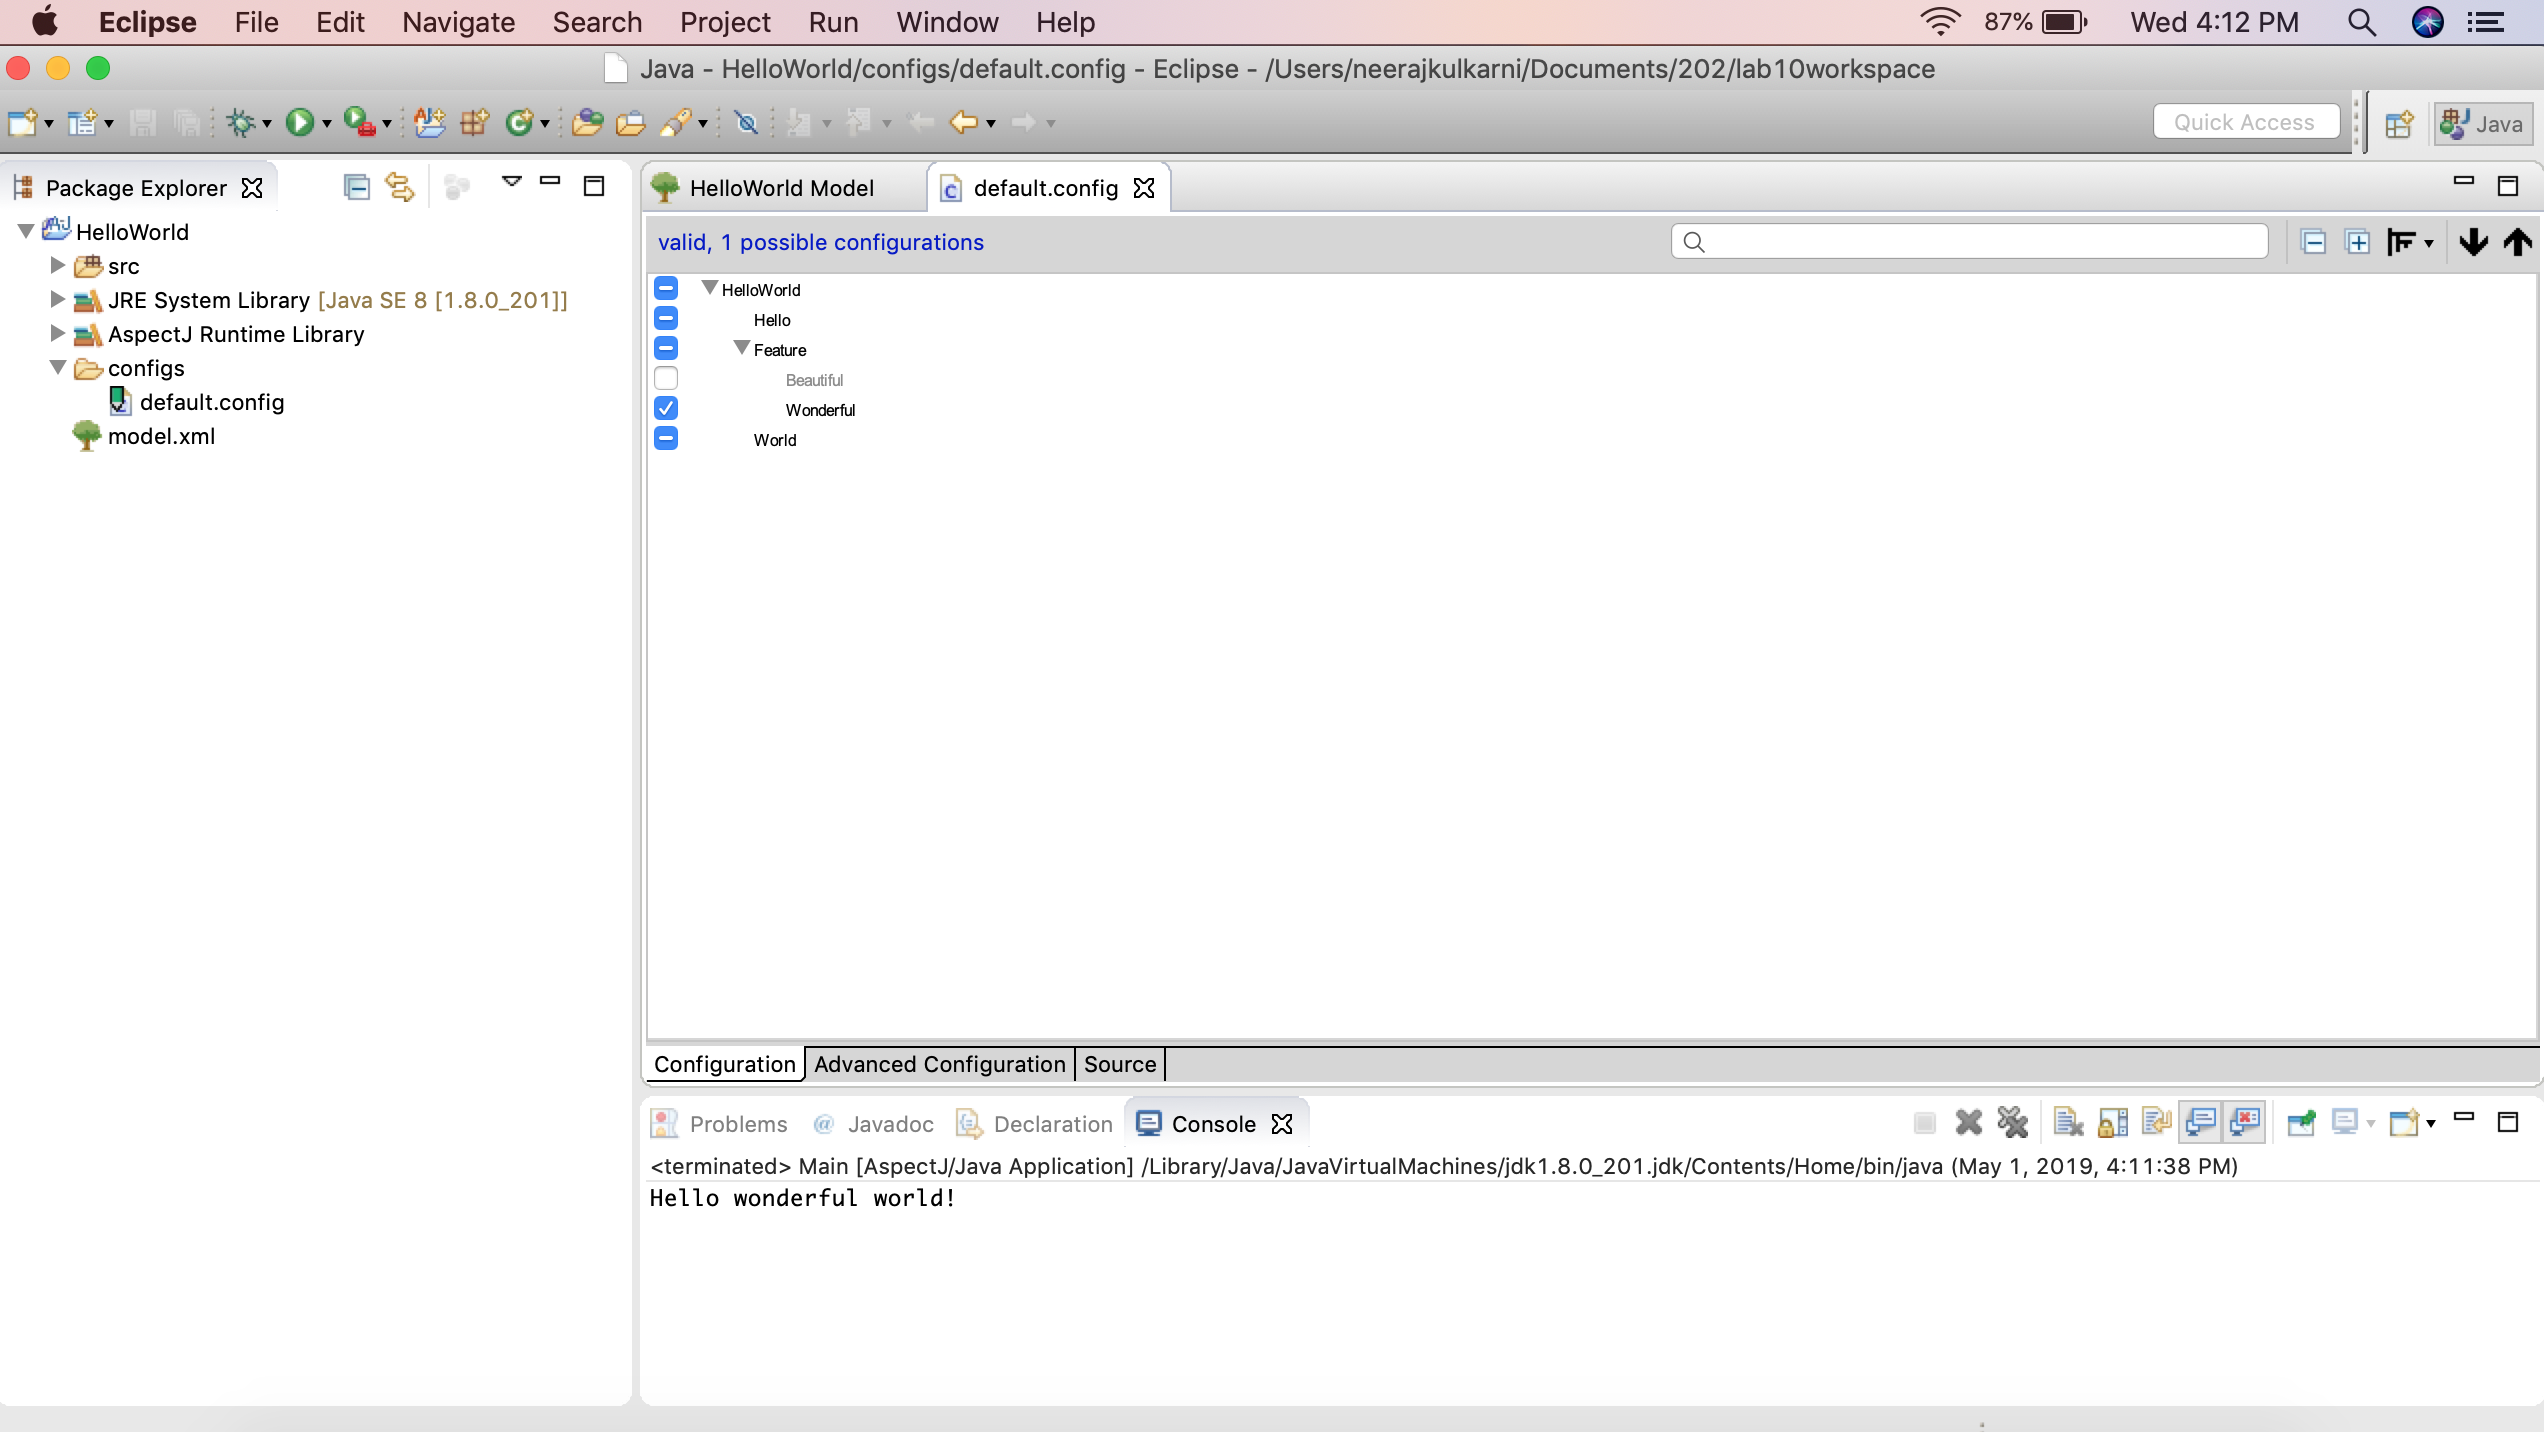 Eclipse File Edit Navigate Search Project Run Window Help 87% Wed 4:12 PM
Java - HelloWorld/configs/default.config - Eclipse - /Users/neerajkulkarni/Documents/202/lab10workspace
Quick Access Java
Package Explorer
HelloWorld
src
JRE System Library [Java SE 8 [1.8.0_201]]
AspectJ Runtime Library
configs
default.config
model.xml
HelloWorld Model default.config
valid, 1 possible configurations
HelloWorld
Hello
Feature
Beautiful
Wonderful
World
Configuration Advanced Configuration Source
Problems @ Javadoc Declaration Console
<terminated> Main [AspectJ/Java Application] /Library/Java/JavaVirtualMachines/jdk1.8.0_201.jdk/Contents/Home/bin/java (May 1, 2019, 4:11:38 PM)
Hello wonderful world!